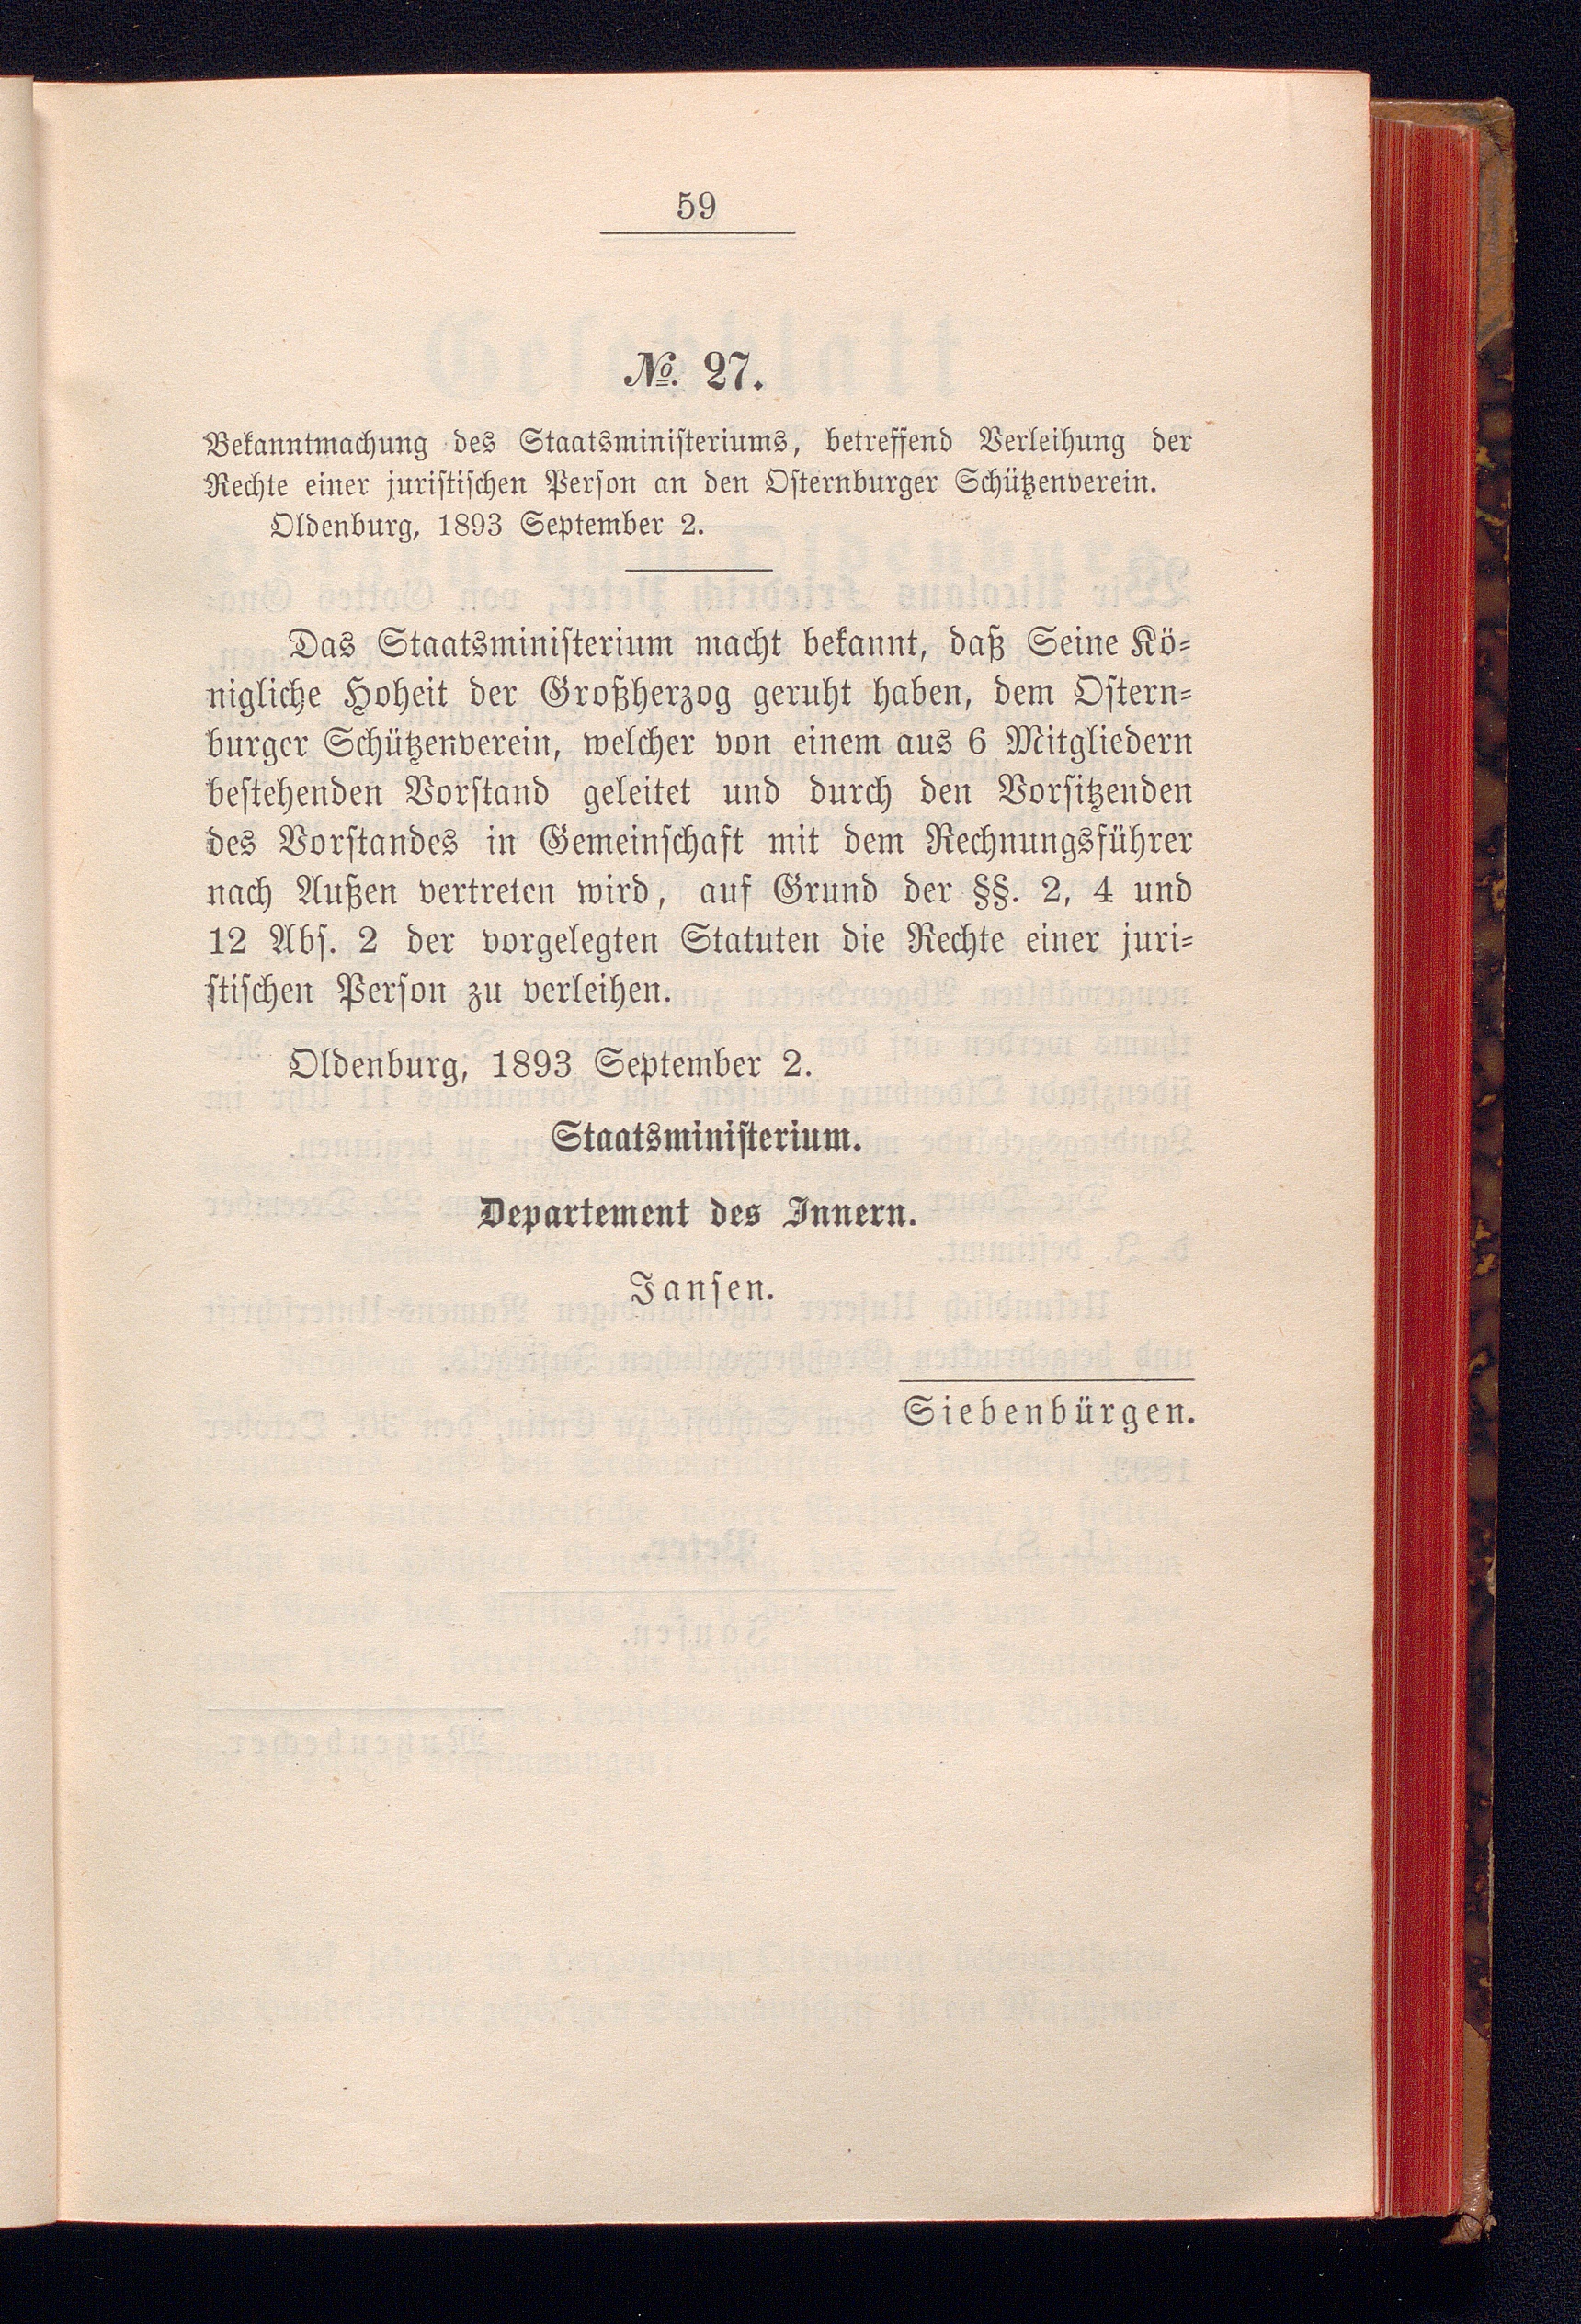 59
№. 27.
Bekanntmachung des Staatsministeriums, betreffend Verleihung der
Rechte einer juristischen Person an den Osternburger Schützenverein.
Oldenburg, 1893 September 2.
Das Staatsministerium macht bekannt, daß Seine Kö-
nigliche Hoheit der Großherzog geruht haben, dem Ostern-
burger Schützenverein, welcher von einem aus 6 Mitgliedern
bestehenden Vorstand geleitet und durch den Vorsitzenden
des Vorstandes in Gemeinschaft mit dem Rechnungsführer
nach Außen vertreten wird, auf Grund der §§. 2, 4 und
12 Abs. 2 der vorgelegten Statuten die Rechte einer juri-
stischen Person zu verleihen.
Oldenburg, 1893 September 2.
Staatsministerium.
Departement des Innern.
Jansen.
Siebenbürgen.